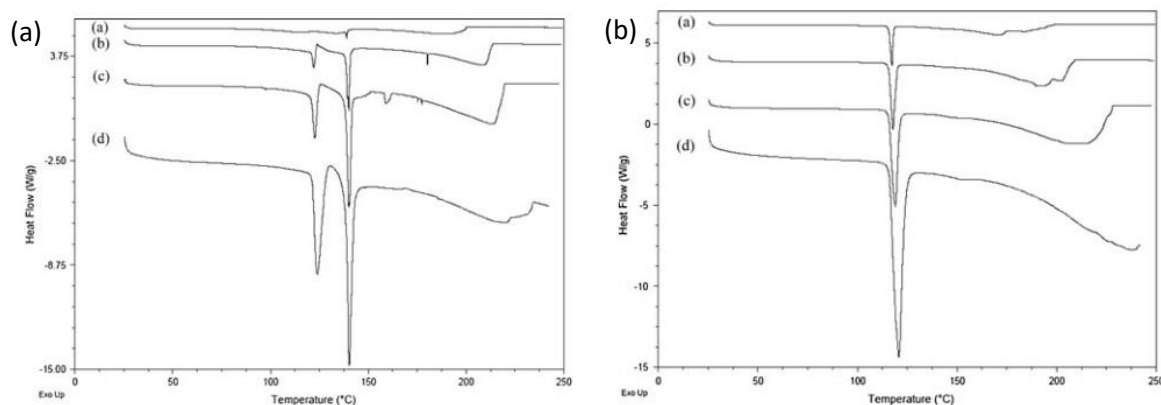 (a)
(a)
(b)
(c)
(d)
3.75
-2.50
-8.75
-15.00
Heat Flow (W/g)
0
50
100
150
200
250
Exo Up
Temperature (°C)
(b)
(a)
(b)
(c)
(d)
5
0
-5
-10
-15
Heat Flow (W/g)
0
50
100
150
200
250
Exo Up
Temperature (°C)